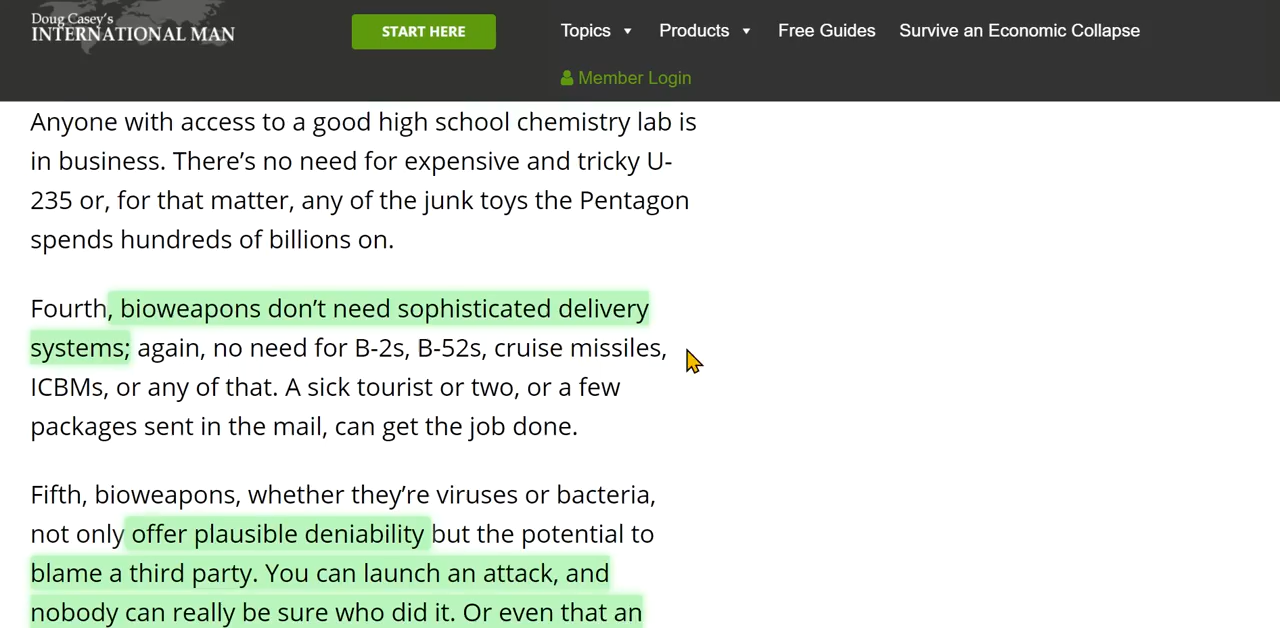 Doug Casey's
INTERNATIONAL MAN
START HERE
Topics
Products
Free Guides
Survive an Economic Collapse
Member Login
Anyone with access to a good high school chemistry lab is
in business. There's no need for expensive and tricky U-
235 or, for that matter, any of the junk toys the Pentagon
spends hundreds of billions on.
Fourth, bioweapons don't need sophisticated delivery
systems; again, no need for B-2s, B-52s, cruise missiles,
ICBMs, or any of that. A sick tourist or two, or a few
packages sent in the mail, can get the job done.
Fifth, bioweapons, whether they're viruses or bacteria,
not only offer plausible deniability but the potential to
blame a third party. You can launch an attack, and
nobody can really be sure who did it. Or even that an